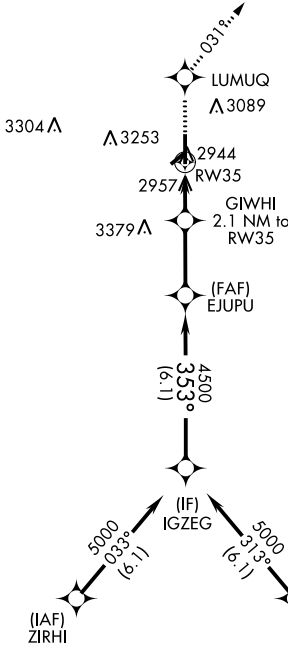 031°
LUMUQ
3089
3304
3253
2944
RW35
2957
GIWHI
2.1 NM to
RW35
3379
(FAF)
EJUPU
4500
353°
(6.1)
(IF)
IGZEG
5000
033°
(6.1)
5000
313°
(6.1)
(IAF)
ZIRHI